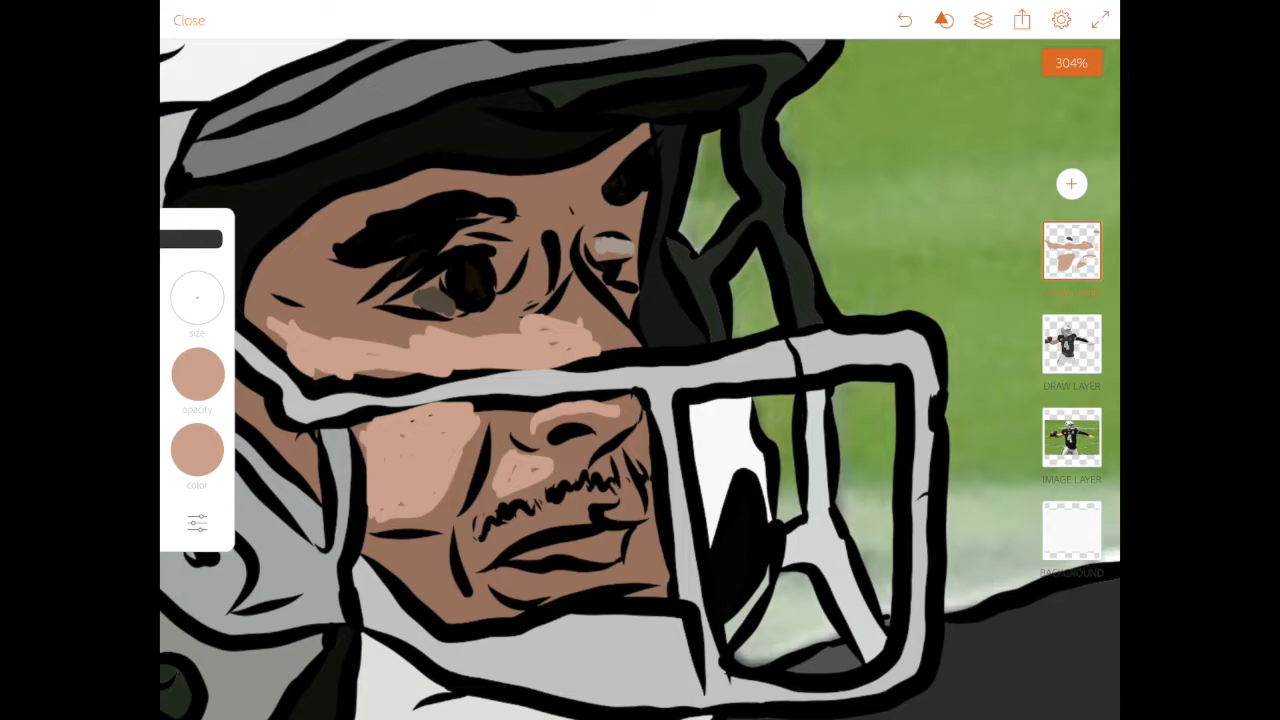 Close
304%
size
opacity
color
DRAW LAYER
IMAGE LAYER
BACKGROUND